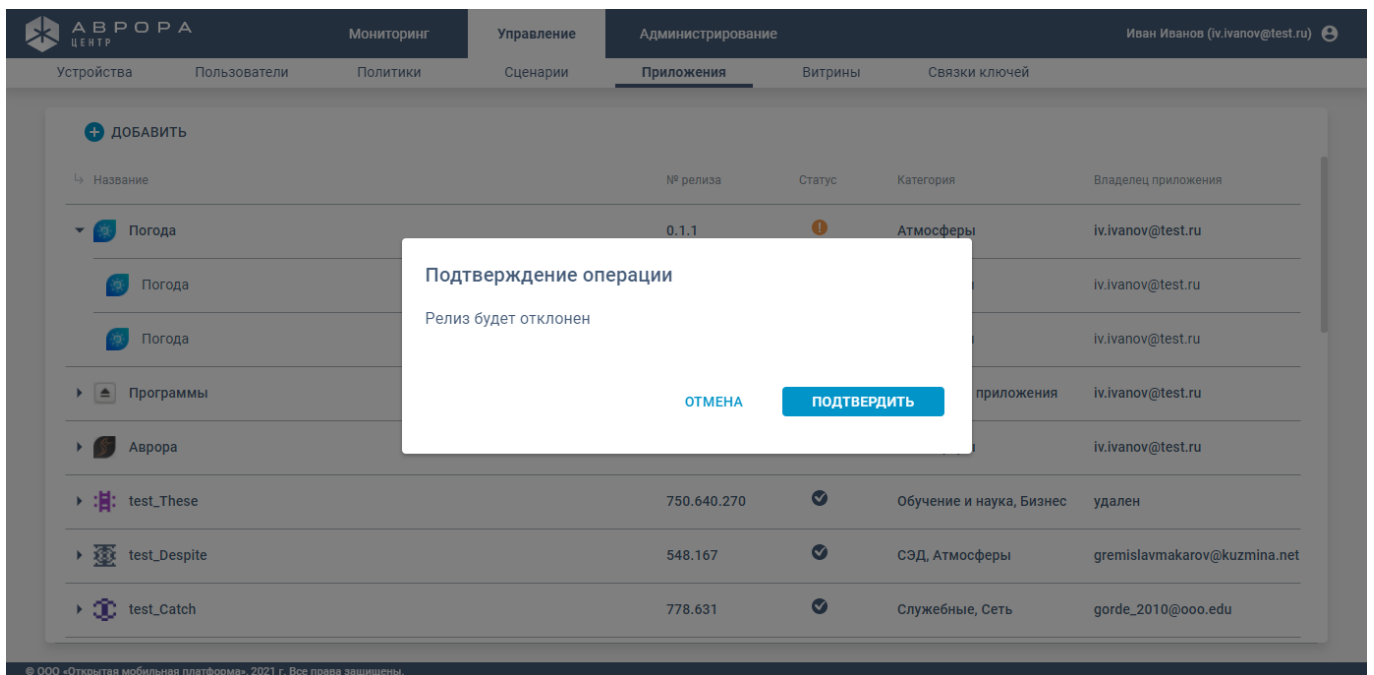 АВРОРА
ЦЕНТР
Мониторинг Управление Администрирование Иван Иванов (iv.ivanov@test.ru)
Устройства Пользователи Политики Сценарии Приложения Витрины Связки ключей
ДОБАВИТЬ
Название № релиза Статус Категория Владелец приложения
Погода 0.1.1 Атмосферы iv.ivanov@test.ru
Подтверждение операции
Погода iv.ivanov@test.ru
Релиз будет отклонен
Погода iv.ivanov@test.ru
Программы приложения iv.ivanov@test.ru
ОТМЕНА ПОДТВЕРДИТЬ
Аврора iv.ivanov@test.ru
test_These 750.640.270 Обучение и наука, Бизнес удален
test_Despite 548.167 СЭД, Атмосферы gremislavmakarov@kuzmina.net
test_Catch 778.631 Служебные, Сеть gorde_2010@ooo.edu
© ООО «Открытая мобильная платформа», 2021 г. Все права защищены.